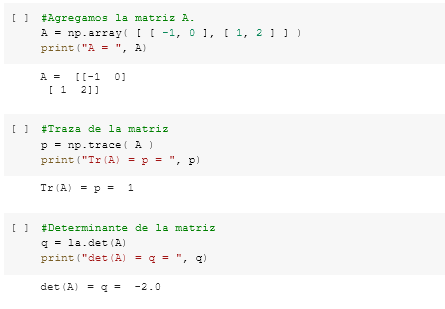 [ ] #Agregamos la matriz A.
A = np.array( [ [ -1, 0 ], [ 1, 2 ] ] )
print("A = ", A)
A =  [[-1  0]
 [ 1  2]]
[ ] #Traza de la matriz
p = np.trace( A )
print("Tr(A) = p = ", p)
Tr(A) = p =  1
[ ] #Determinante de la matriz
q = la.det(A)
print("det(A) = q = ", q)
det(A) = q =  -2.0